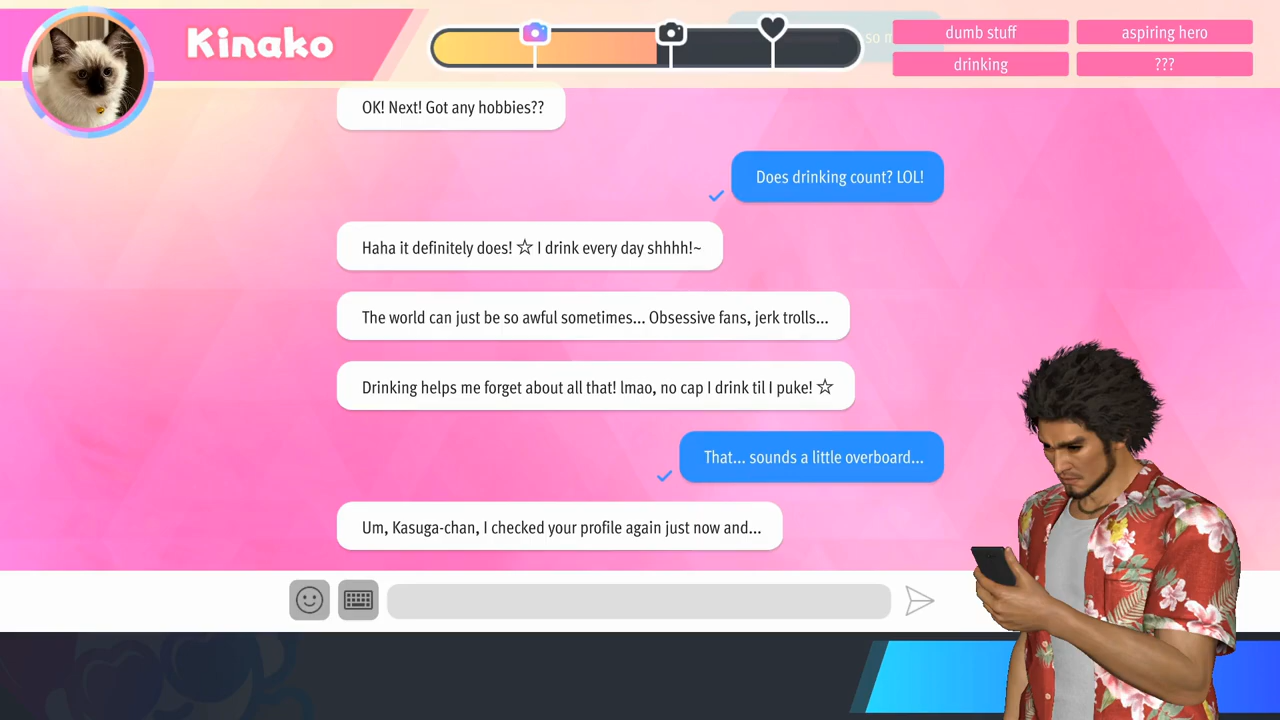 Kinako
so m
dumb stuff
aspiring hero
drinking
???
OK! Next! Got any hobbies??
Does drinking count? LOL!
Haha it definitely does! ☆ I drink every day shhhh!~
The world can just be so awful sometimes... Obsessive fans, jerk trolls...
Drinking helps me forget about all that! lmao, no cap I drink til I puke! ☆
That... sounds a little overboard...
Um, Kasuga-chan, I checked your profile again just now and...